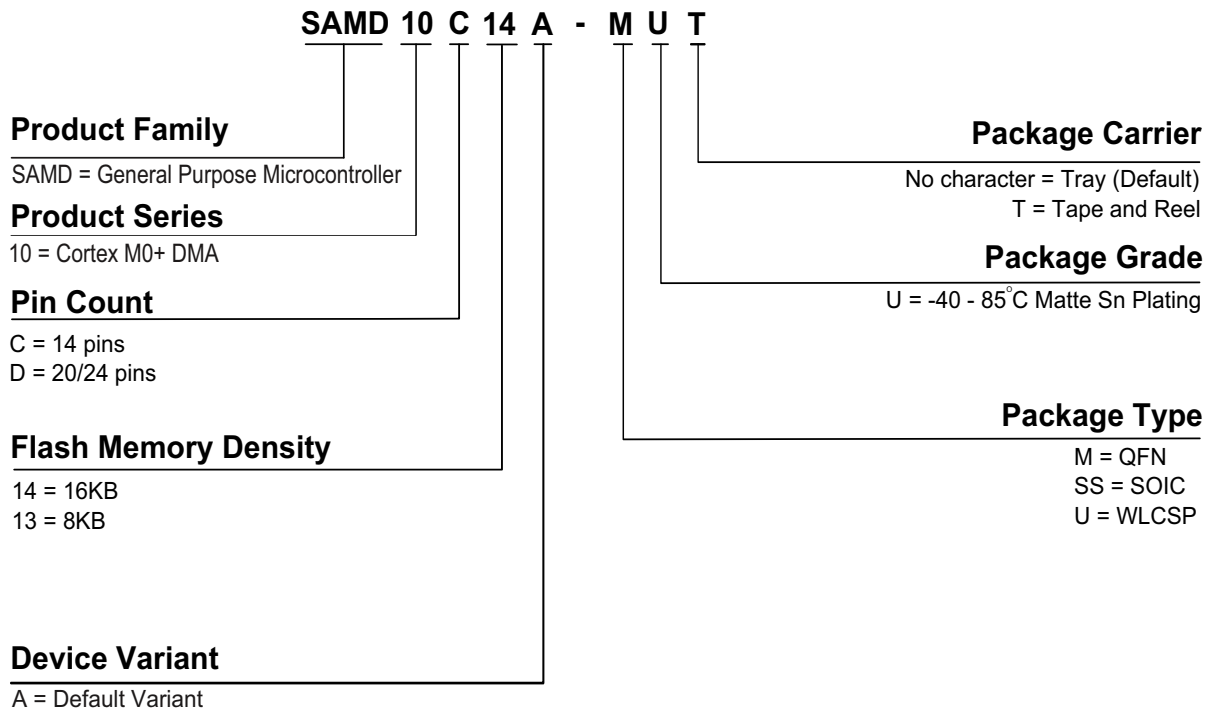 SAMD 10 C 14 A - M U T
Product Family
SAMD = General Purpose Microcontroller
Product Series
10 = Cortex M0+ DMA
Pin Count
C = 14 pins
D = 20/24 pins
Flash Memory Density
14 = 16KB
13 = 8KB
Device Variant
A = Default Variant
Package Carrier
No character = Tray (Default)
T = Tape and Reel
Package Grade
U = -40 - 85°C Matte Sn Plating
Package Type
M = QFN
SS = SOIC
U = WLCSP